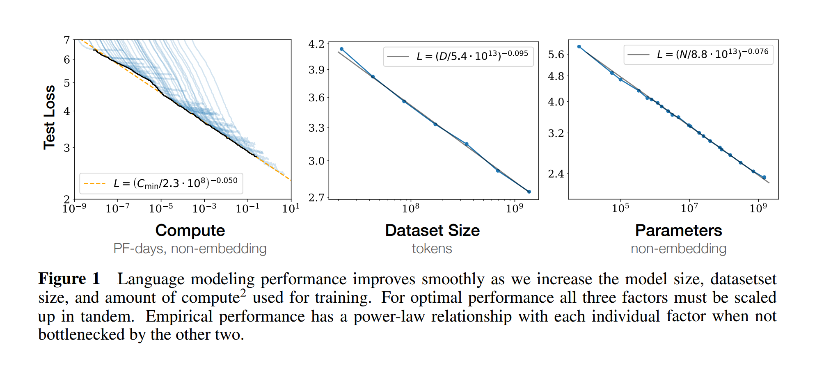 7
6
5
4
3
2
Test Loss
L = (C_min/2.3 · 10^8)^−0.050
10^−9 10^−7 10^−5 10^−3 10^−1 10^1
Compute
PF-days, non-embedding
4.2
3.9
3.6
3.3
3.0
2.7
L = (D/5.4 · 10^13)^−0.095
10^8 10^9
Dataset Size
tokens
5.6
4.8
4.0
3.2
2.4
L = (N/8.8 · 10^13)^−0.076
10^5 10^7 10^9
Parameters
non-embedding
Figure 1 Language modeling performance improves smoothly as we increase the model size, datasetset
size, and amount of compute^2 used for training. For optimal performance all three factors must be scaled
up in tandem. Empirical performance has a power-law relationship with each individual factor when not
bottlenecked by the other two.